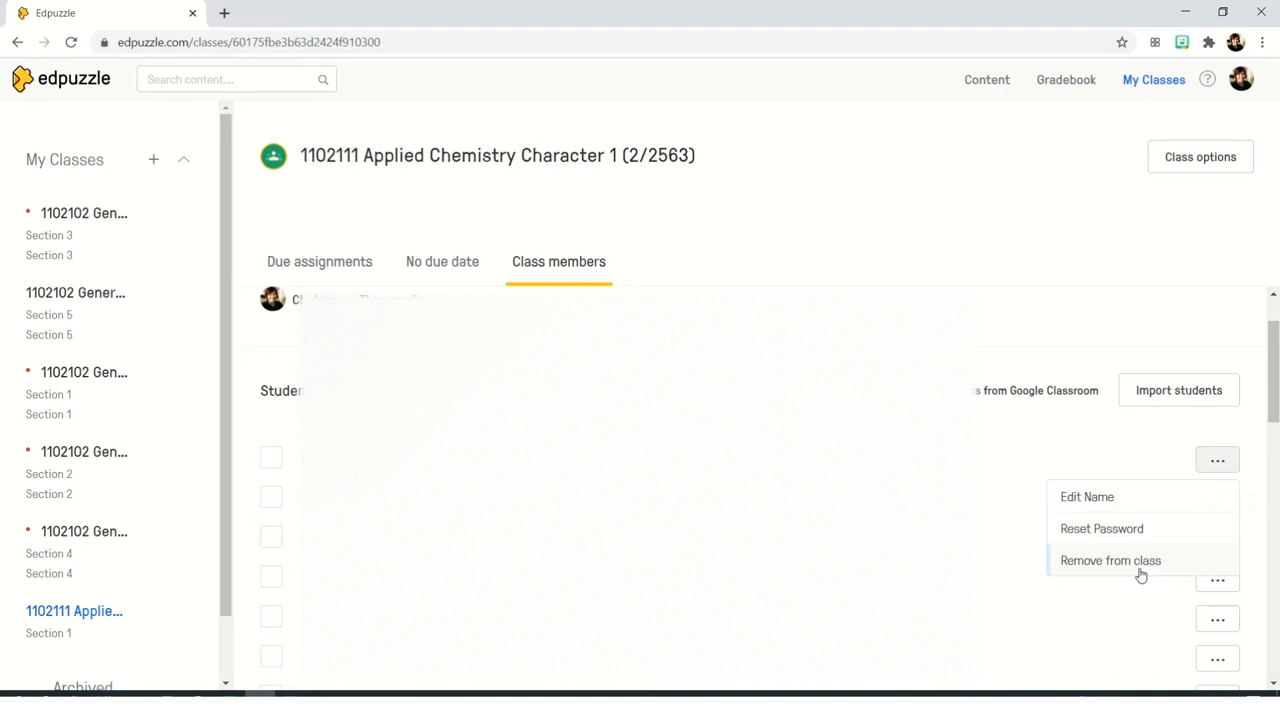 Edpuzzle
edpuzzle.com/classes/60175fbe3b63d2424f910300
edpuzzle
Search content...
Content
Gradebook
My Classes
?
My Classes
1102102 Gen...
Section 3
Section 3
1102102 Gener...
Section 5
Section 5
1102102 Gen...
Section 1
Section 1
1102102 Gen...
Section 2
Section 2
1102102 Gen...
Section 4
Section 4
1102111 Applie...
Section 1
Archived
1102111 Applied Chemistry Character 1 (2/2563)
Class options
Due assignments
No due date
Class members
from Google Classroom
Import students
...
Edit Name
Reset Password
Remove from class
...
...
...